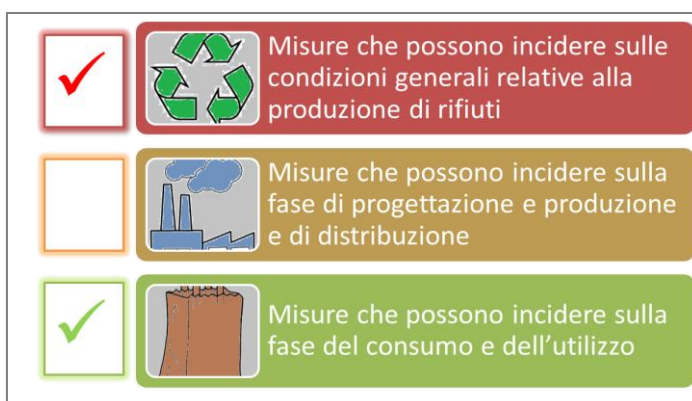 Misure che possono incidere sulle
condizioni generali relative alla
produzione di rifiuti
Misure che possono incidere sulla
fase di progettazione e produzione
e di distribuzione
Misure che possono incidere sulla
fase del consumo e dell’utilizzo